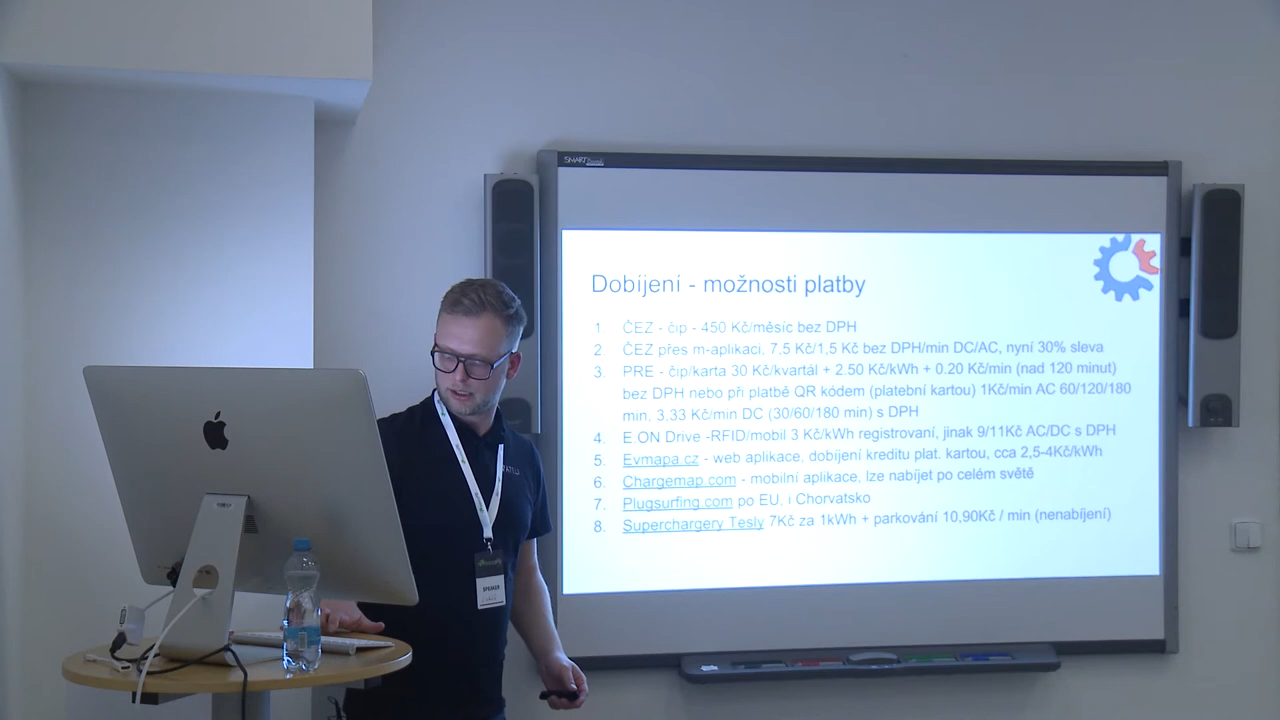 SMART
Dobíjení - možnosti platby
1. ČEZ - čip - 450 Kč/měsíc bez DPH
2. ČEZ přes m-aplikaci, 7,5 Kč/1,5 Kč bez DPH/min DC/AC, nyní 30% sleva
3. PRE - čip/karta 30 Kč/kvartál + 2.50 Kč/kWh + 0.20 Kč/min (nad 120 minut)
bez DPH nebo při platbě QR kódem (platební kartou) 1Kč/min AC 60/120/180
min, 3.33 Kč/min DC (30/60/180 min) s DPH
4. E.ON Drive -RFID/mobil 3 Kč/kWh registrovaní, jinak 9/11Kč AC/DC s DPH
5. Evmapa.cz - web aplikace, dobíjení kreditu plat. kartou, cca 2,5-4Kč/kWh
6. Chargemap.com - mobilní aplikace, lze nabíjet po celém světě
7. Plugsurfing.com po EU, i Chorvatsko
8. Superchargery Tesly 7Kč za 1kWh + parkování 10,90Kč / min (nenabíjení)
SPEAKER